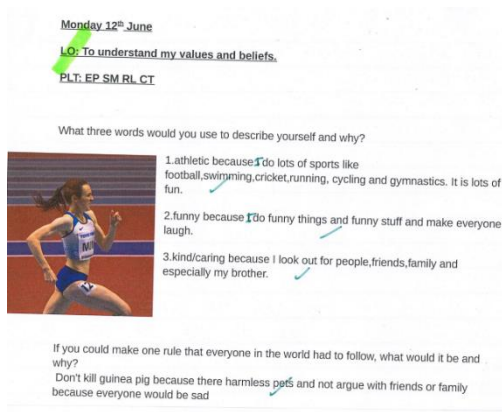 Monday 12th June
LO: To understand my values and beliefs.
PLT: EP SM RL CT
What three words would you use to describe yourself and why?
1.athletic because I do lots of sports like
football,swimming,cricket,running, cycling and gymnastics. It is lots of
fun.
2.funny because I do funny things and funny stuff and make everyone
laugh.
3.kind/caring because I look out for people,friends,family and
especially my brother.
If you could make one rule that everyone in the world had to follow, what would it be and
why?
Don't kill guinea pig because there harmless pets and not argue with friends or family
because everyone would be sad